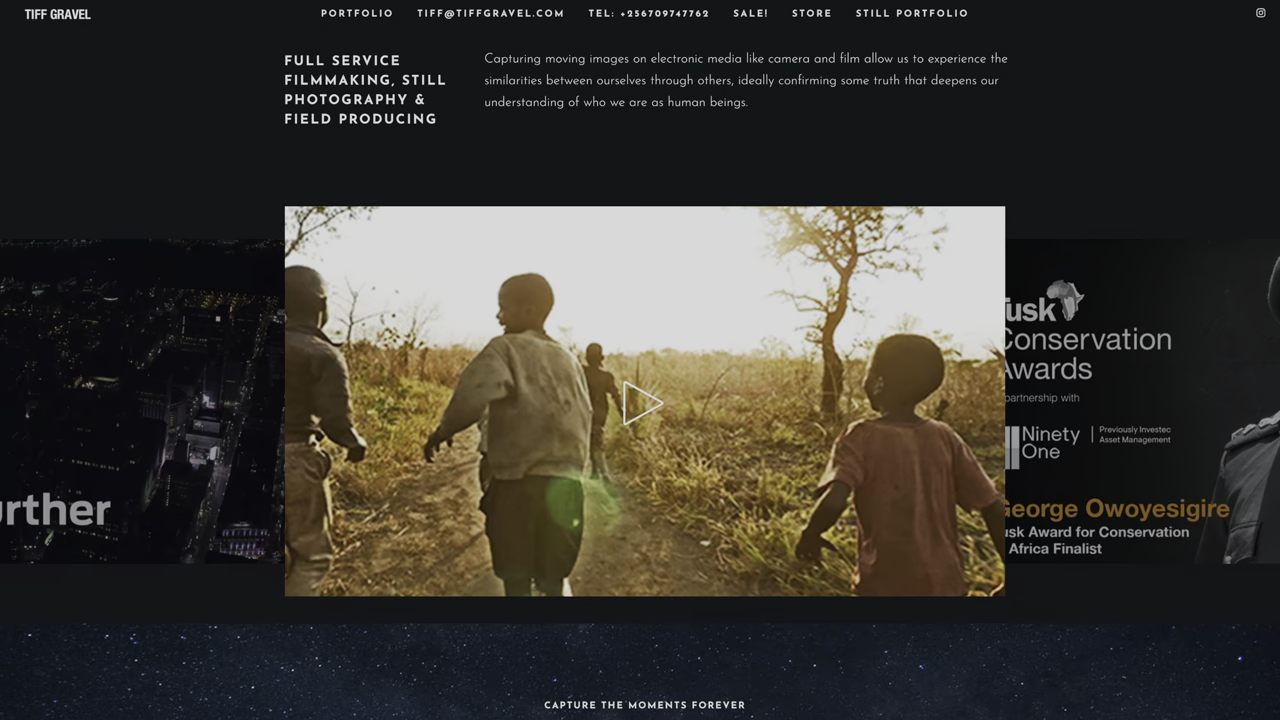 TIFF GRAVEL
PORTFOLIO TIFF@TIFFGRAVEL.COM TEL: +256709747762 SALE! STORE STILL PORTFOLIO
FULL SERVICE
FILMMAKING, STILL
PHOTOGRAPHY &
FIELD PRODUCING
Capturing moving images on electronic media like camera and film allow us to experience the
similarities between ourselves through others, ideally confirming some truth that deepens our
understanding of who we are as human beings.
urther
usk
Conservation
Awards
partnership with
Ninety
One
Previously Investec
Asset Management
George Owoyesigire
usk Award for Conservation
Africa Finalist
CAPTURE THE MOMENTS FOREVER